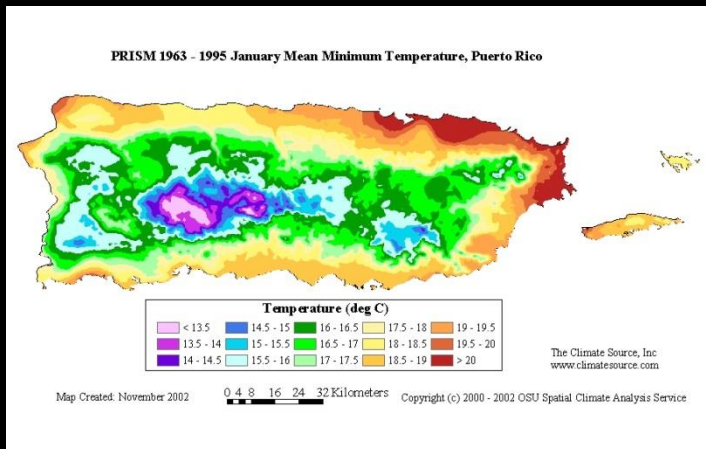 PRISM 1963 - 1995 January Mean Minimum Temperature, Puerto Rico
Temperature (deg C)
< 13.5 14.5 - 15 16 - 16.5 17.5 - 18 19 - 19.5
13.5 - 14 15 - 15.5 16.5 - 17 18 - 18.5 19.5 - 20
14 - 14.5 15.5 - 16 17 - 17.5 18.5 - 19 > 20
The Climate Source, Inc
www.climatesource.com
Map Created: November 2002
0 4 8 16 24 32 Kilometers
Copyright (c) 2000 - 2002 OSU Spatial Climate Analysis Service